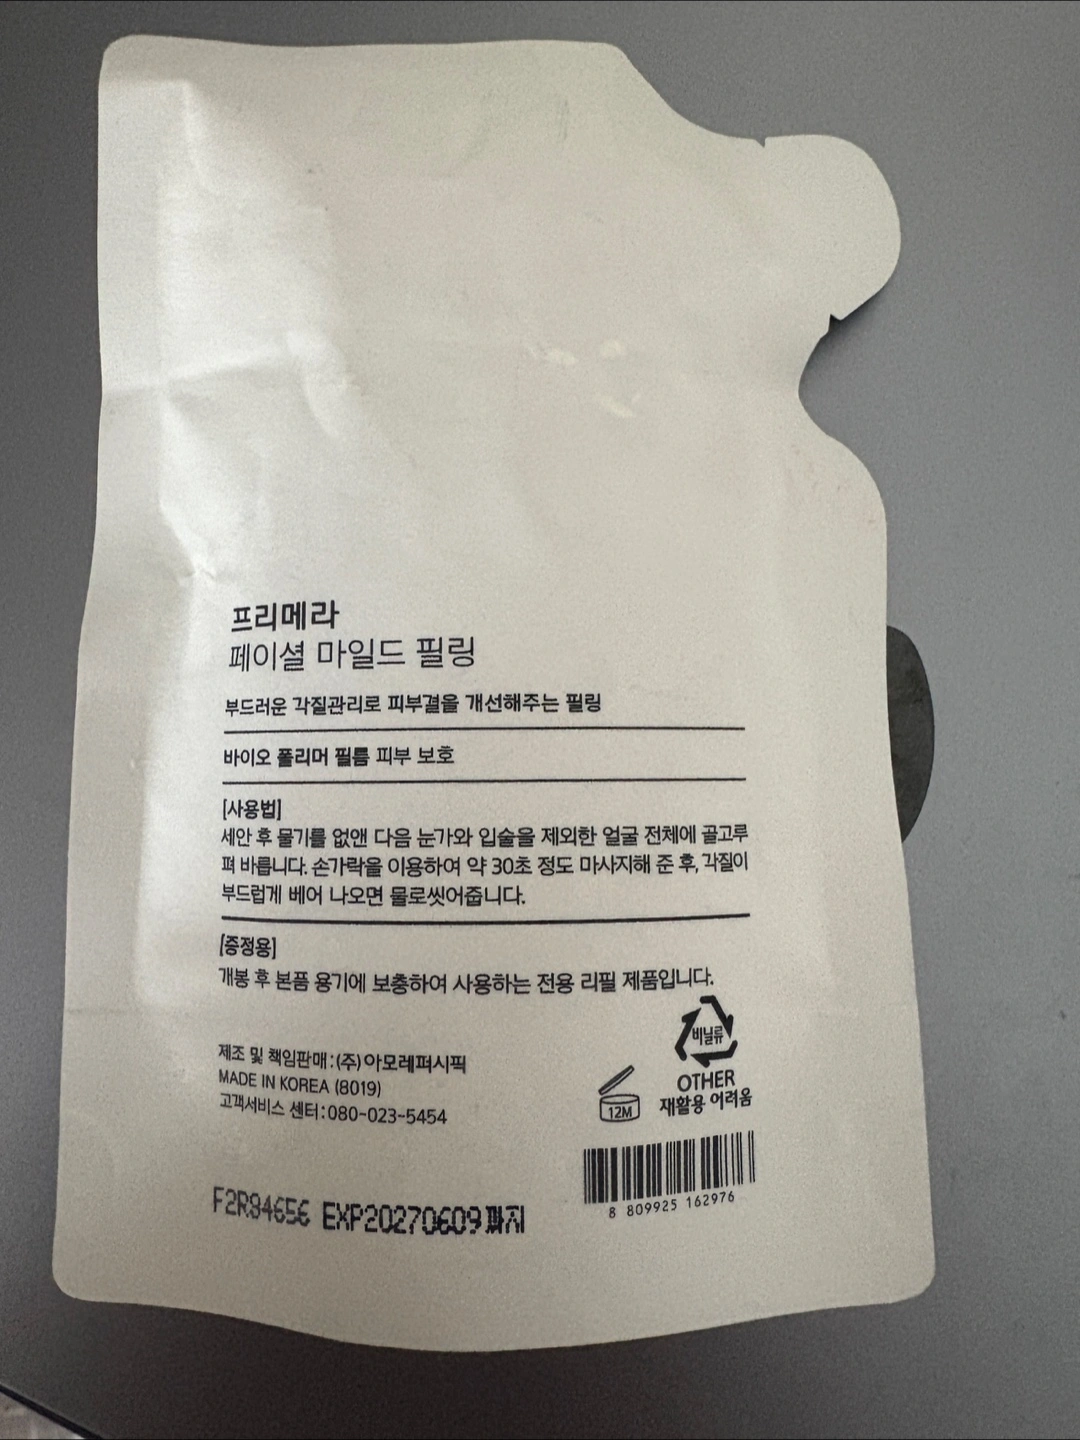 프리메라
페이셜 마일드 필링
부드러운 각질관리로 피부결을 개선해주는 필링
바이오 폴리머 필름 피부 보호
[사용법]
세안 후 물기를 없앤 다음 눈가와 입술을 제외한 얼굴 전체에 골고루
펴 바릅니다. 손가락을 이용하여 약 30초 정도 마사지해 준 후, 각질이
부드럽게 베어 나오면 물로씻어줍니다.
[증정용]
개봉 후 본품 용기에 보충하여 사용하는 전용 리필 제품입니다.
비닐류
OTHER
재활용 어려움
12M
제조 및 책임판매:(주)아모레퍼시픽
MADE IN KOREA (8019)
고객서비스 센터:080-023-5454
8 809925 162976
F2R94656 EXP20270609까지